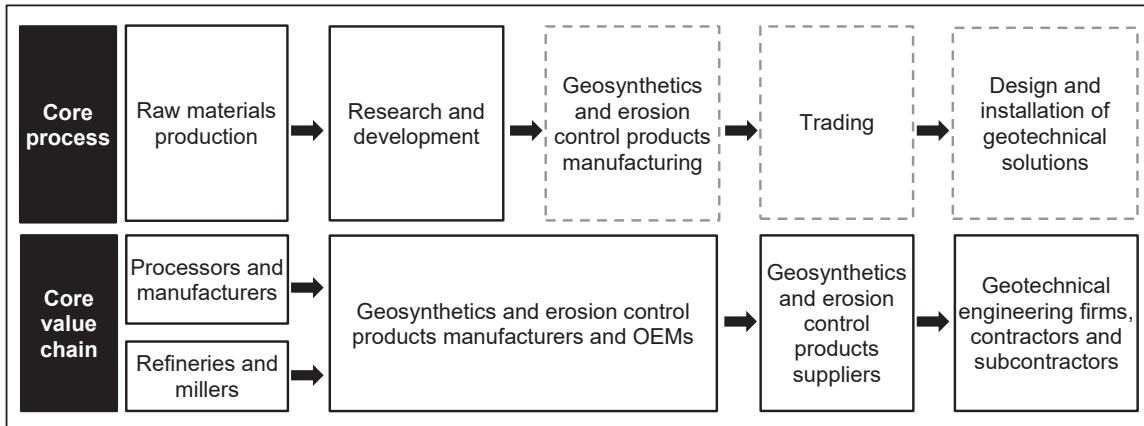 Core
process
Raw materials
production
Research and
development
Geosynthetics
and erosion
control products
manufacturing
Trading
Design and
installation of
geotechnical
solutions
Core
value
chain
Processors and
manufacturers
Refineries and
millers
Geosynthetics and erosion control
products manufacturers and OEMs
Geosynthetics
and erosion
control
products
suppliers
Geotechnical
engineering firms,
contractors and
subcontractors